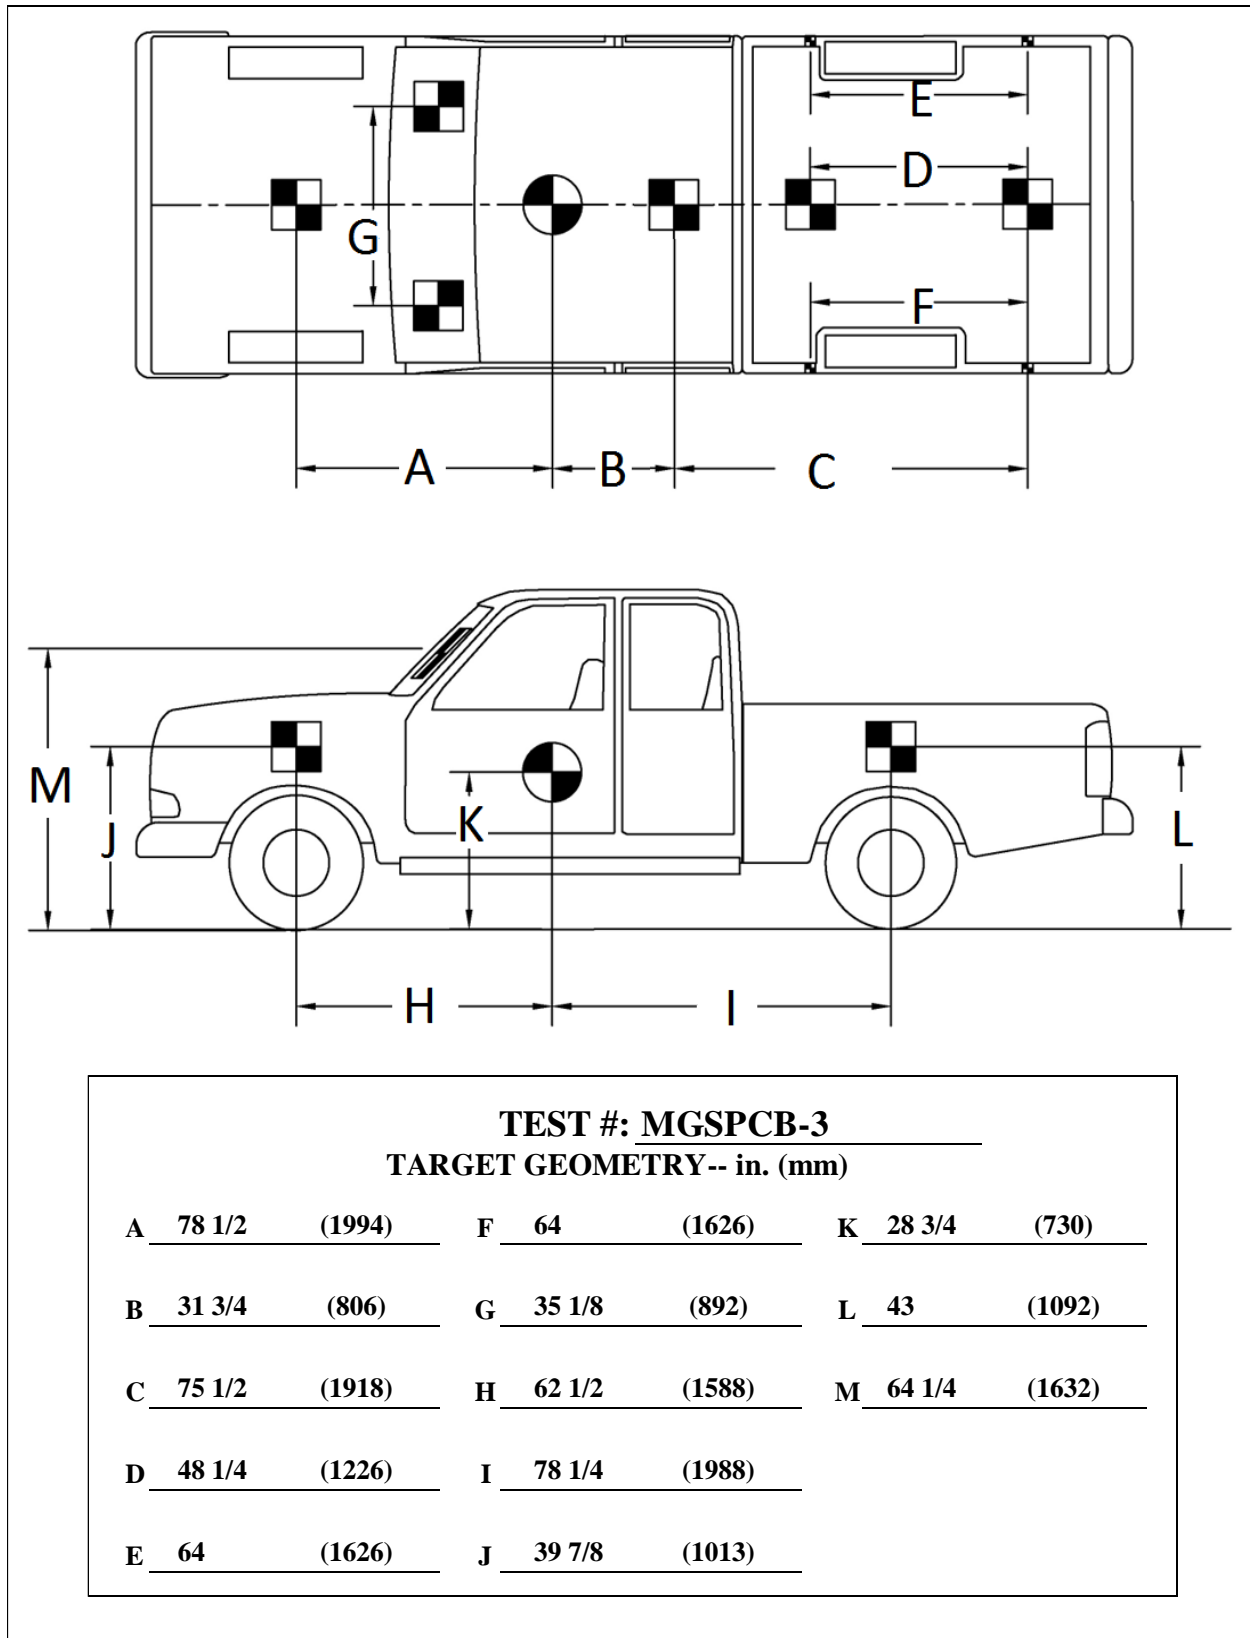 E
D
G
F
A B C
M
J
K
L
H I
TEST #: MGSPCB-3
TARGET GEOMETRY-- in. (mm)
A 78 1/2 (1994) F 64 (1626) K 28 3/4 (730)
B 31 3/4 (806) G 35 1/8 (892) L 43 (1092)
C 75 1/2 (1918) H 62 1/2 (1588) M 64 1/4 (1632)
D 48 1/4 (1226) I 78 1/4 (1988)
E 64 (1626) J 39 7/8 (1013)